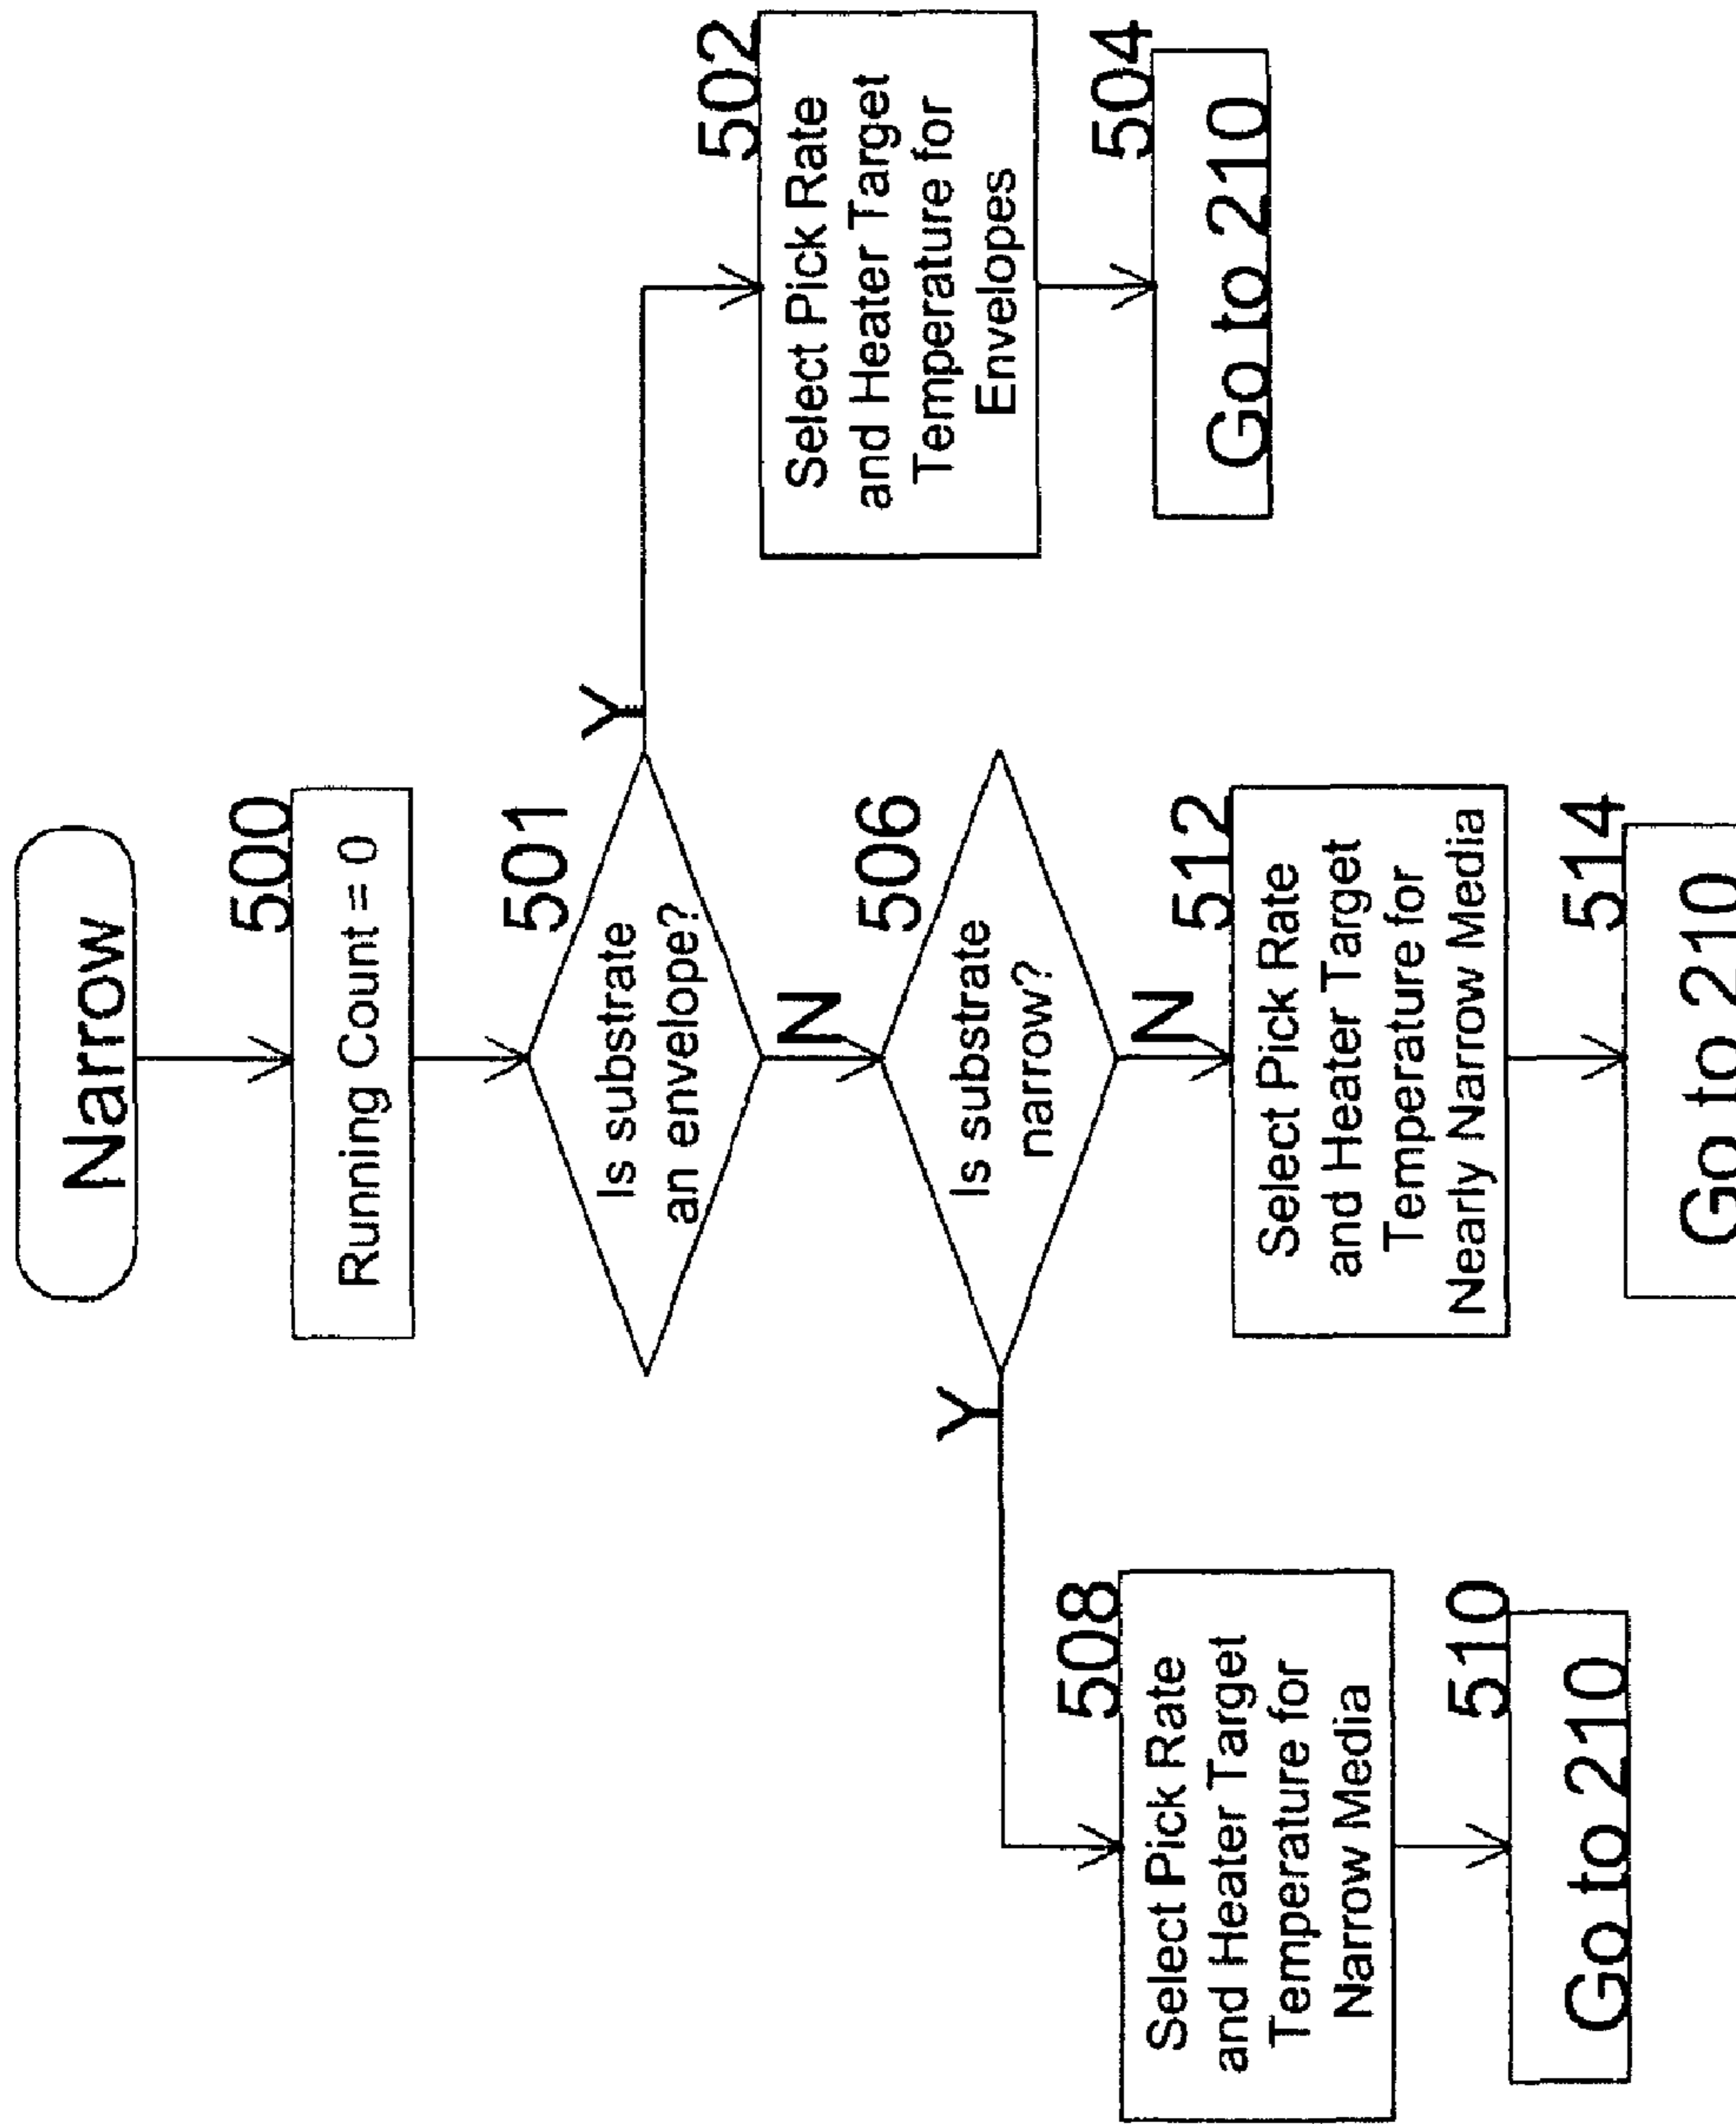 Narrow
500
Running Count = 0
501
Is substrate
an envelope?
Y
N
502
Select Pick Rate
and Heater Target
Temperature for
Envelopes
504
Go to 210
506
Is substrate
narrow?
Y
N
508
Select Pick Rate
and Heater Target
Temperature for
Narrow Media
510
Go to 210
512
Select Pick Rate
and Heater Target
Temperature for
Nearly Narrow Media
514
Go to 210